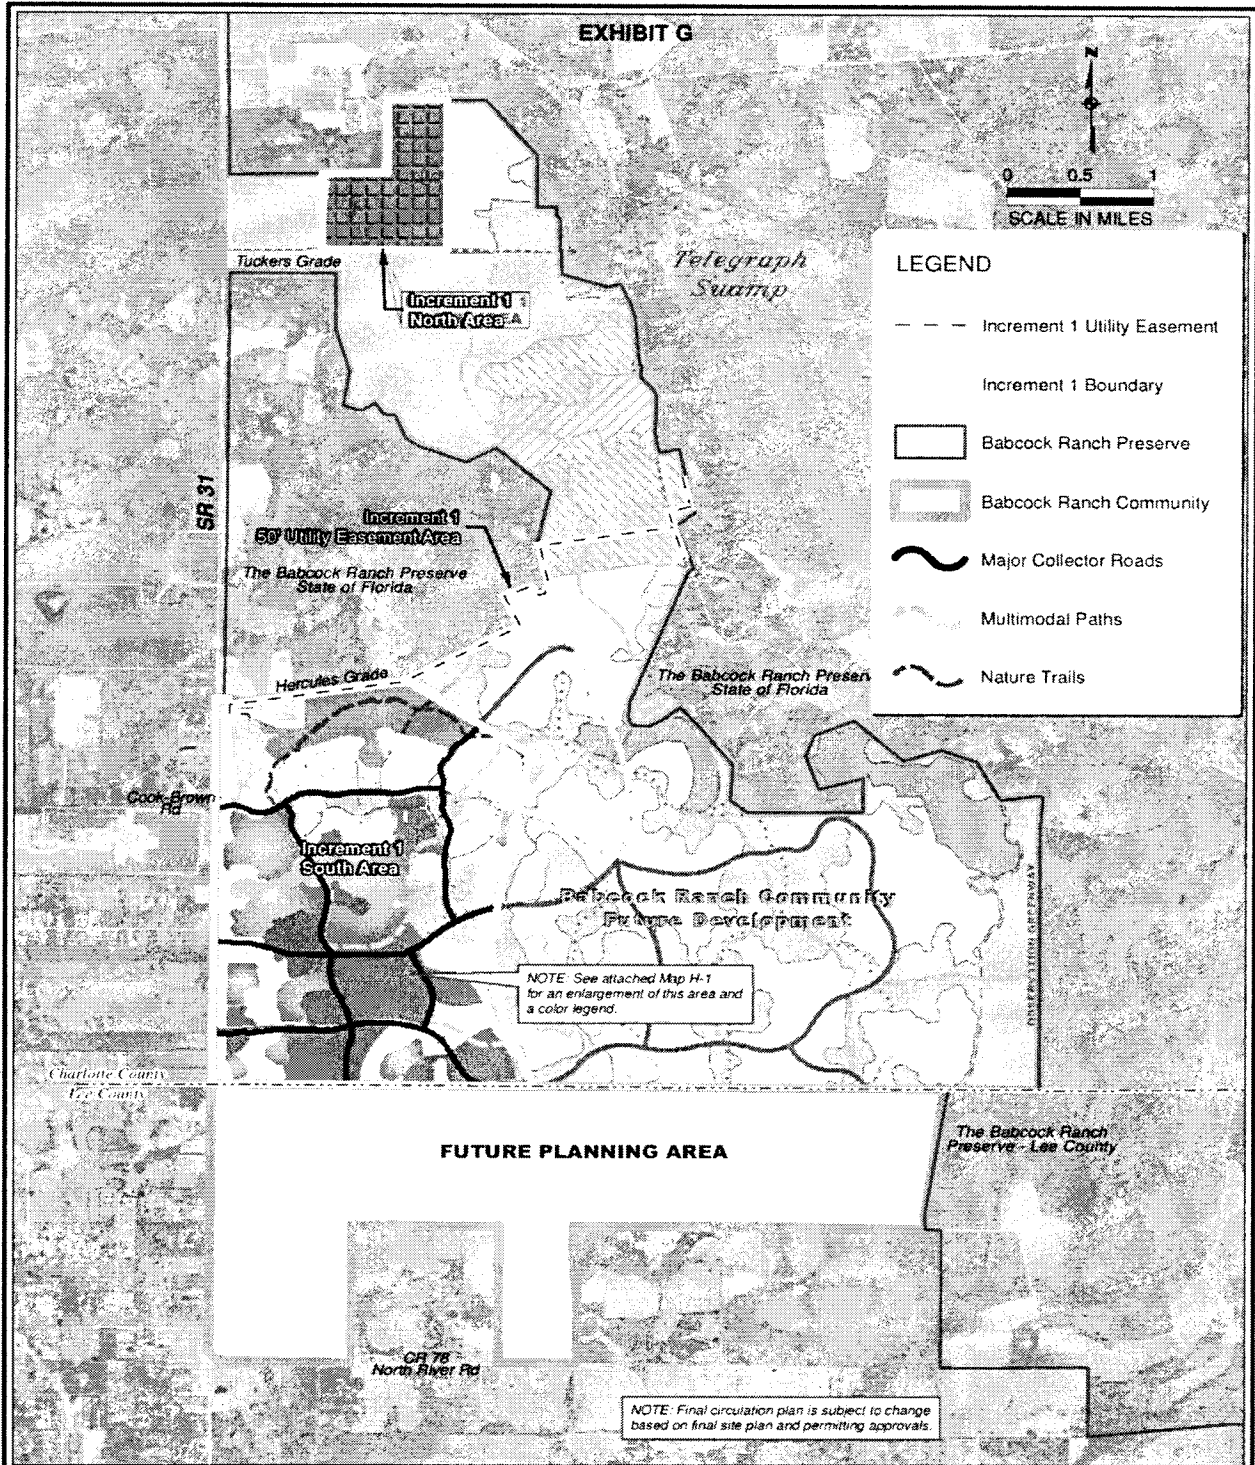 EXHIBIT G
N
0 0.5 1
SCALE IN MILES
Tuckers Grade
Telegraph
Swamp
LEGEND
Increment 1 Utility Easement
Increment 1 Boundary
Babcock Ranch Preserve
Babcock Ranch Community
Major Collector Roads
Multimodal Paths
Nature Trails
Increment 1
North Area
SR 31
Increment 1
50' Utility Easement Area
The Babcock Ranch Preserve
State of Florida
Hercules Grade
The Babcock Ranch Preserv
State of Florida
Cook-Brown
Rd
Increment 1
South Area
Babcock Ranch Community
Future Development
NOTE: See attached Map H-1
for an enlargement of this area and
a color legend.
GREENWAY
Charlotte County
Lee County
FUTURE PLANNING AREA
The Babcock Ranch
Preserve - Lee County
CR 78
North River Rd
NOTE: Final circulation plan is subject to change
based on final site plan and permitting approvals.